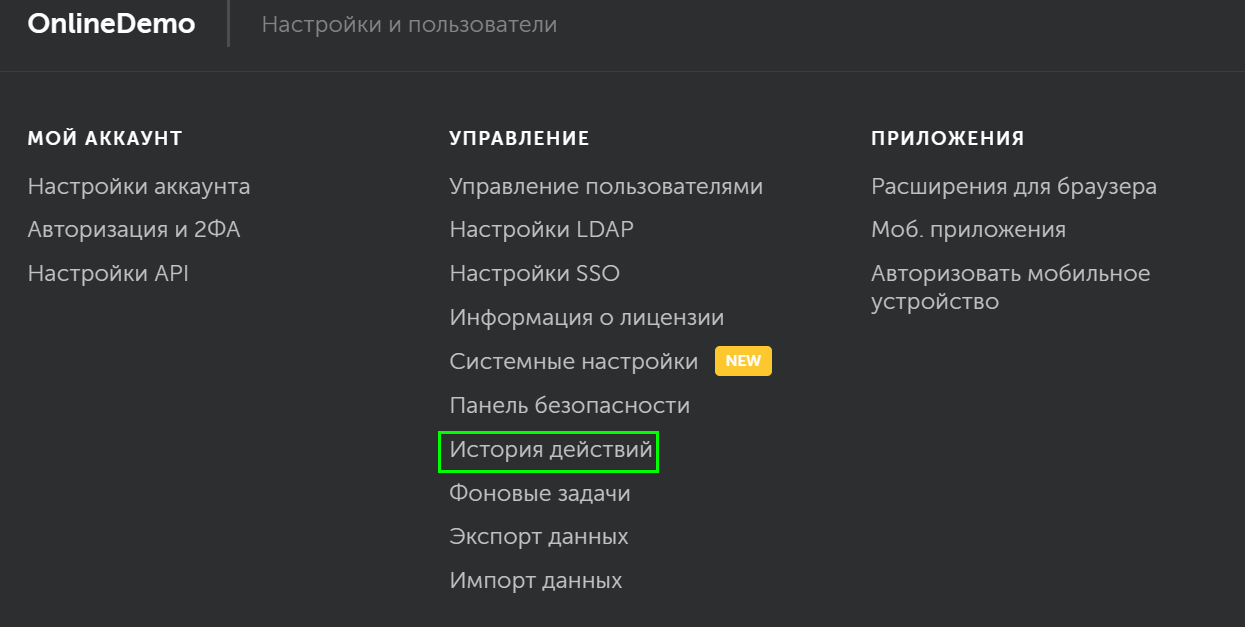 OnlineDemo
Настройки и пользователи
МОЙ АККАУНТ
Настройки аккаунта
Авторизация и 2ФА
Настройки API
УПРАВЛЕНИЕ
Управление пользователями
Настройки LDAP
Настройки SSO
Информация о лицензии
Системные настройки NEW
Панель безопасности
История действий
Фоновые задачи
Экспорт данных
Импорт данных
ПРИЛОЖЕНИЯ
Расширения для браузера
Моб. приложения
Авторизовать мобильное
устройство